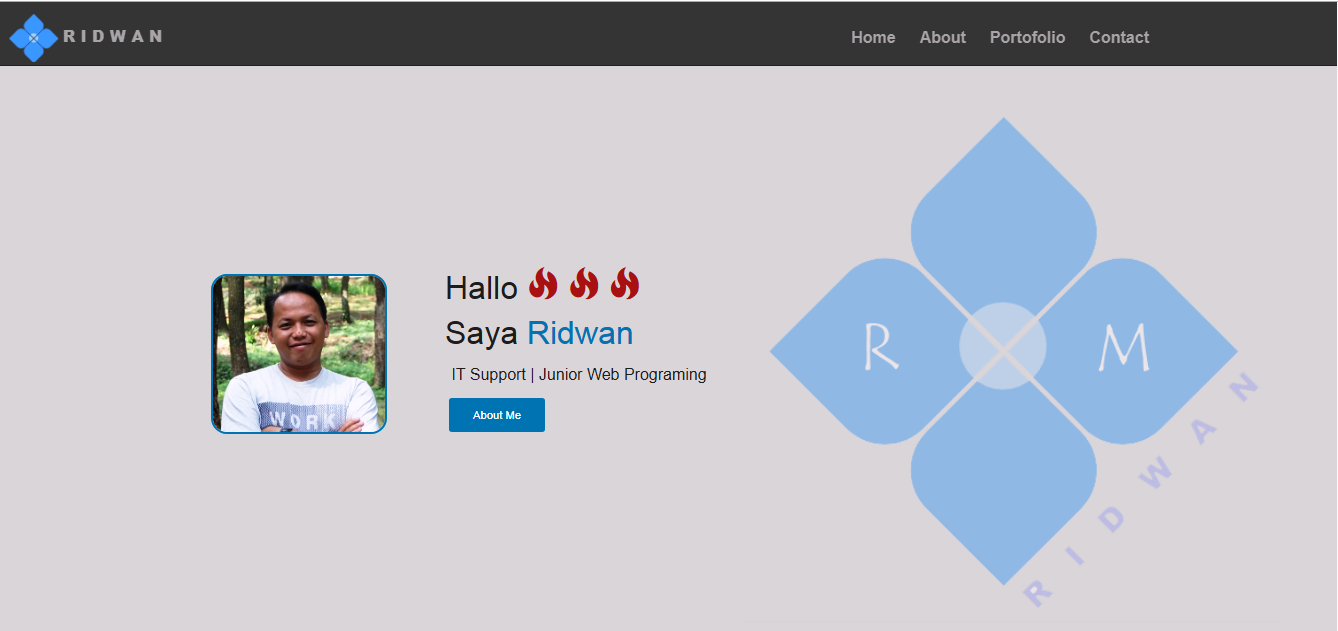 RIDWAN
Home About Portofolio Contact
Hallo
Saya Ridwan
IT Support | Junior Web Programing
About Me
WORK
R M
RIDWAN